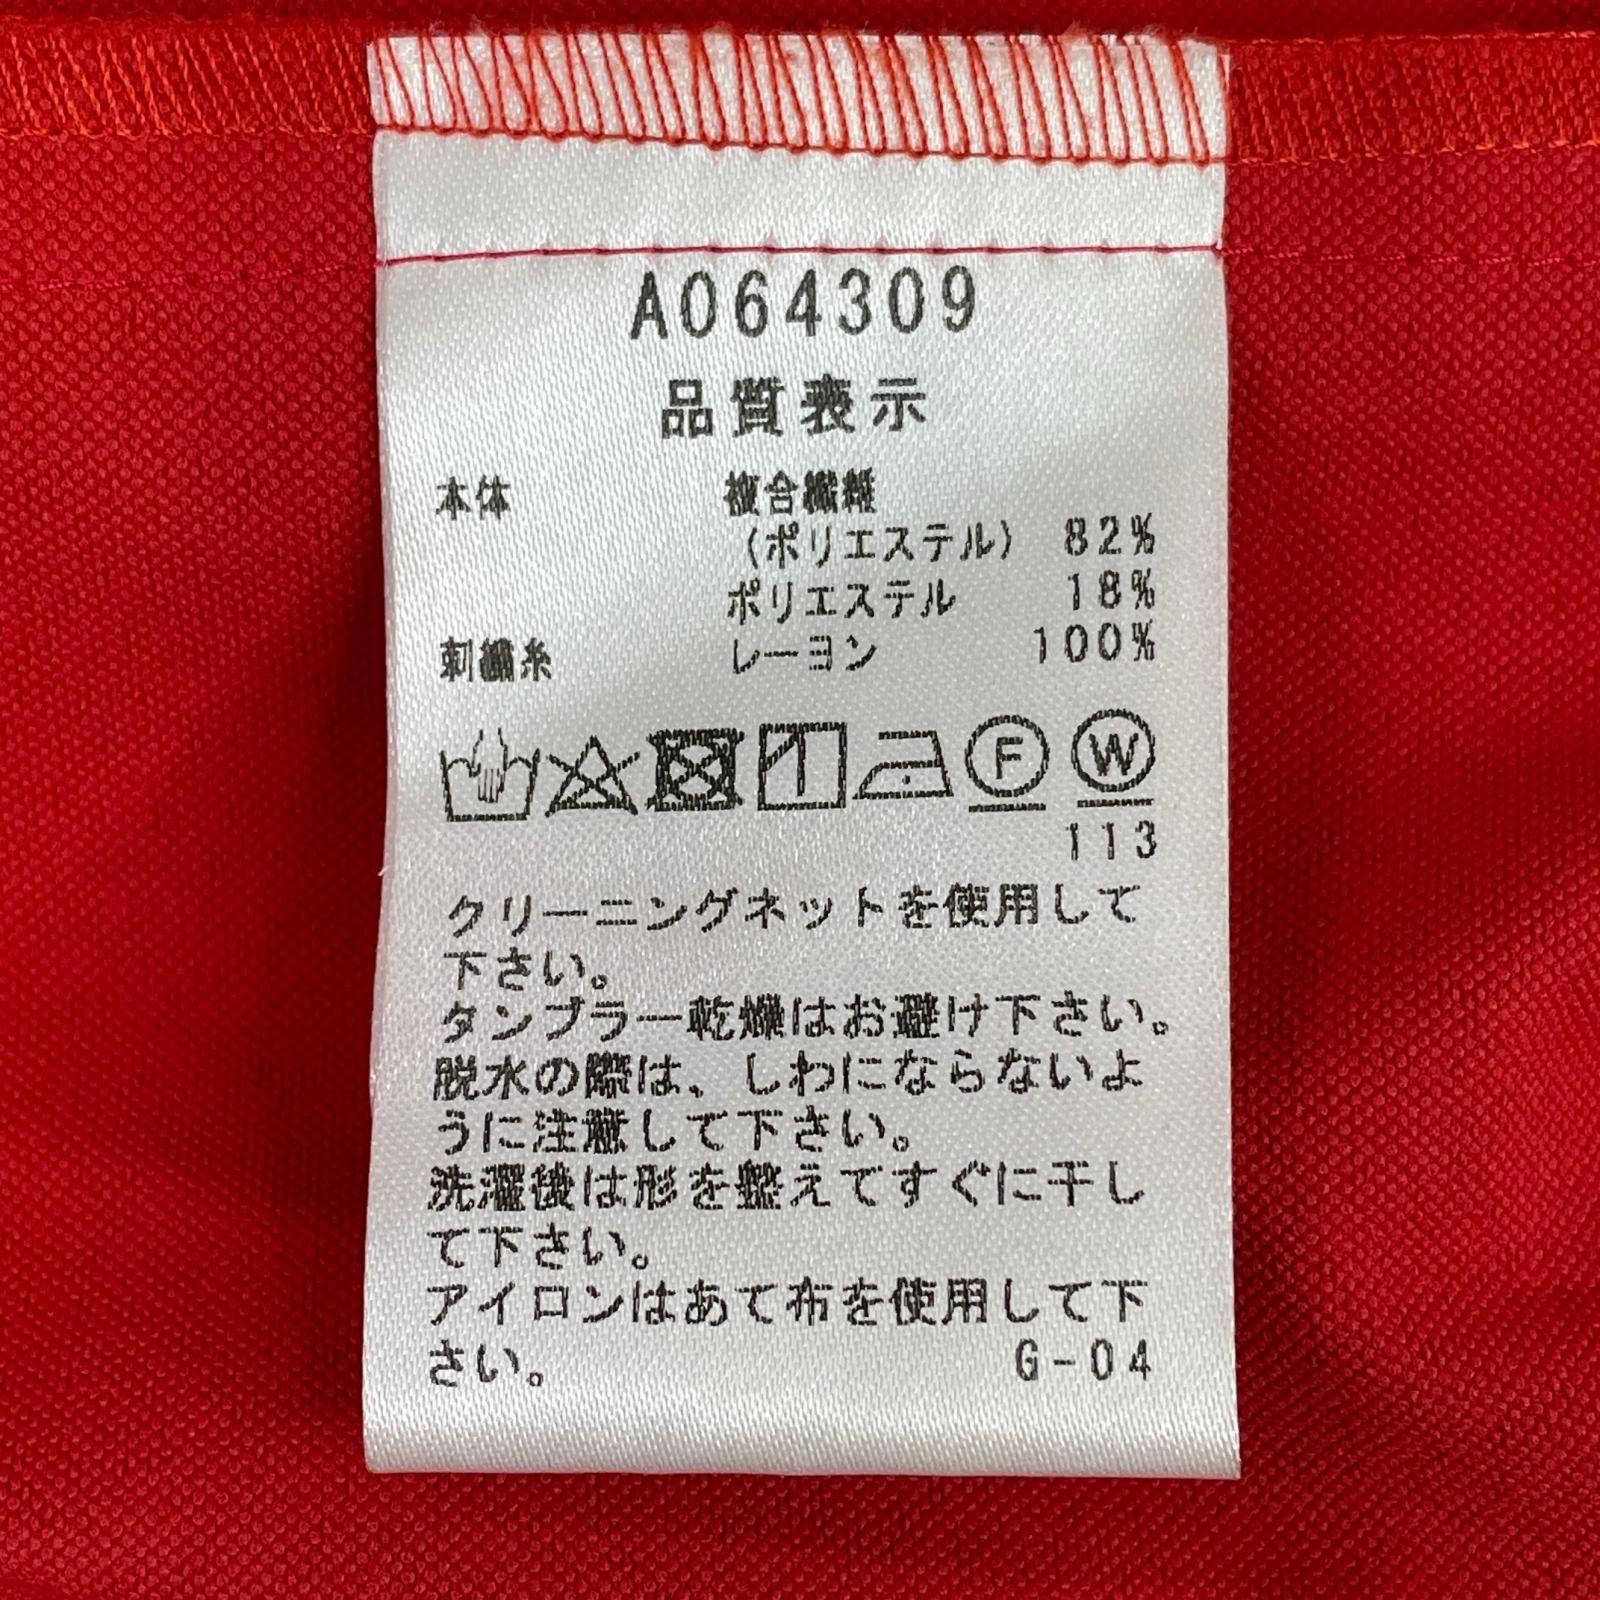 A064309
品質表示
本体 複合繊維
(ポリエステル) 82%
ポリエステル 18%
刺繍糸 レーヨン 100%
F W
113
クリーニングネットを使用して
下さい。
タンブラー乾燥はお避け下さい。
脱水の際は、しわにならないよ
うに注意して下さい。
洗濯後は形を整えてすぐに干し
て下さい。
アイロンはあて布を使用して下
さい。 G-04